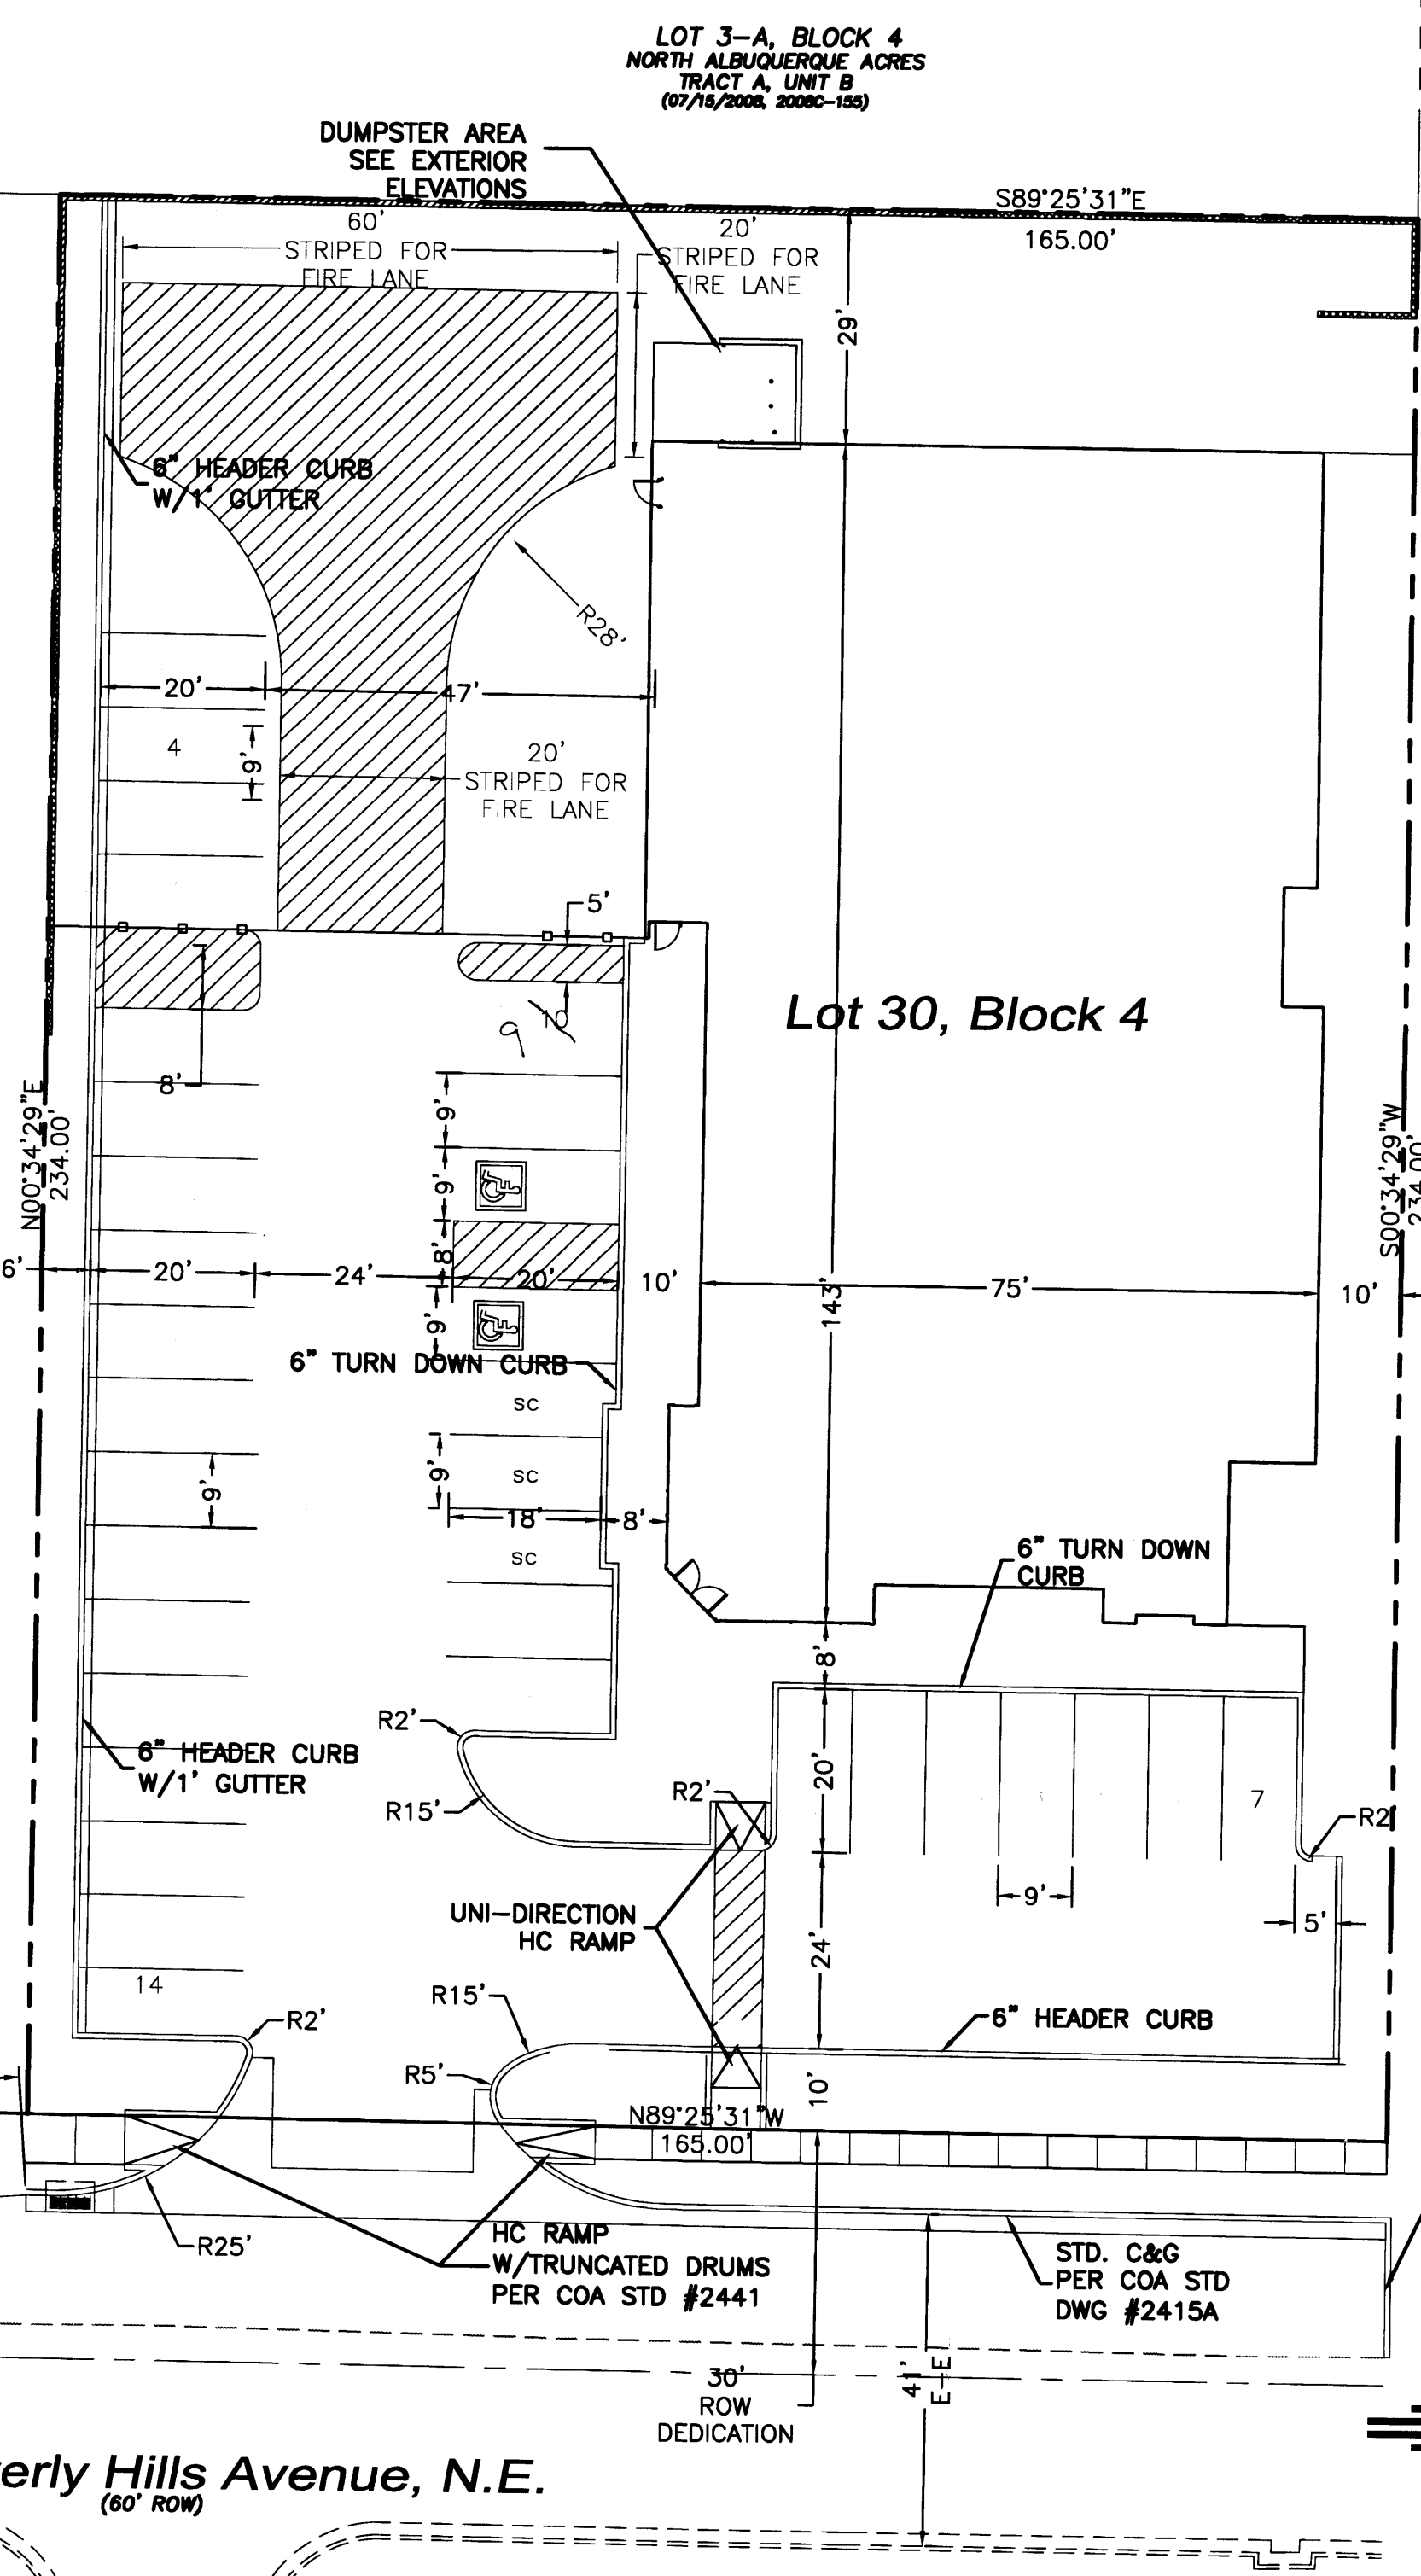 LOT 3-A, BLOCK 4
NORTH ALBUQUERQUE ACRES
TRACT A, UNIT B
(07/15/2008, 2008C-155)
DUMPSTER AREA
SEE EXTERIOR
ELEVATIONS
S89°25'31"E
165.00'
60'
STRIPED FOR
FIRE LANE
20'
STRIPED FOR
FIRE LANE
29'
6" HEADER CURB
W/1' GUTTER
R28'
20'
47'
4
9'
20'
STRIPED FOR
FIRE LANE
5'
9
10
Lot 30, Block 4
8'
N00°34'29"E
234.00'
S00°34'29"W
234.00'
9'
9'
8'
9'
6'
20'
24'
20'
10'
143'
75'
10'
6" TURN DOWN CURB
SC
9'
SC
9'
18'
8'
SC
6" TURN DOWN
CURB
8'
R2'
6" HEADER CURB
W/1' GUTTER
R15'
R2'
20'
7
R2
UNI-DIRECTION
HC RAMP
9'
5'
24'
14
R15'
R2'
6" HEADER CURB
R5'
10'
N89°25'31"W
165.00'
R25'
HC RAMP
W/TRUNCATED DRUMS
PER COA STD #2441
STD. C&G
PER COA STD
DWG #2415A
30'
ROW
DEDICATION
41'
E-E
erly Hills Avenue, N.E.
(60' ROW)